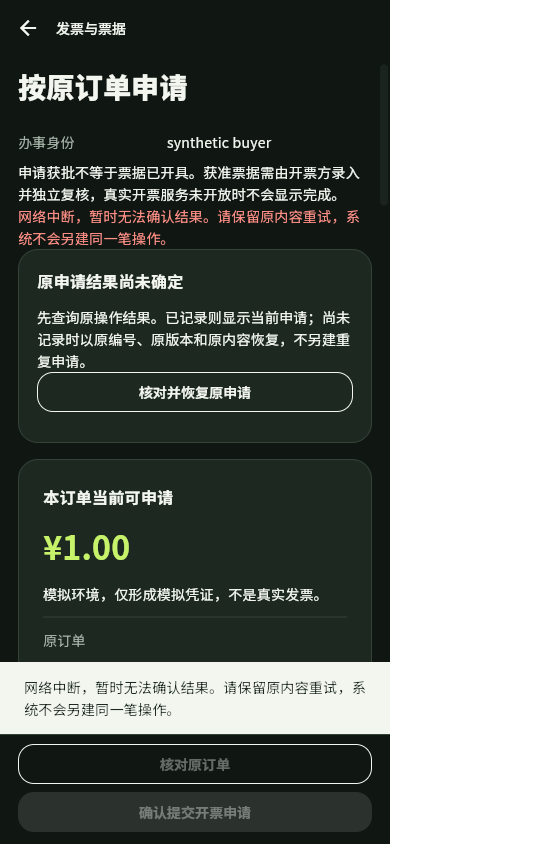 发票与票据
按原订单申请
办事身份 synthetic buyer
申请获批不等于票据已开具。获准票据需由开票方录入
并独立复核，真实开票服务未开放时不会显示完成。
网络中断，暂时无法确认结果。请保留原内容重试，系
统不会另建同一笔操作。
原申请结果尚未确定
先查询原操作结果。已记录则显示当前申请；尚未
记录时以原编号、原版本和原内容恢复，不另建重
复申请。
核对并恢复原申请
本订单当前可申请
¥1.00
模拟环境，仅形成模拟凭证，不是真实发票。
原订单
网络中断，暂时无法确认结果。请保留原内容重试，系
统不会另建同一笔操作。
核对原订单
确认提交开票申请